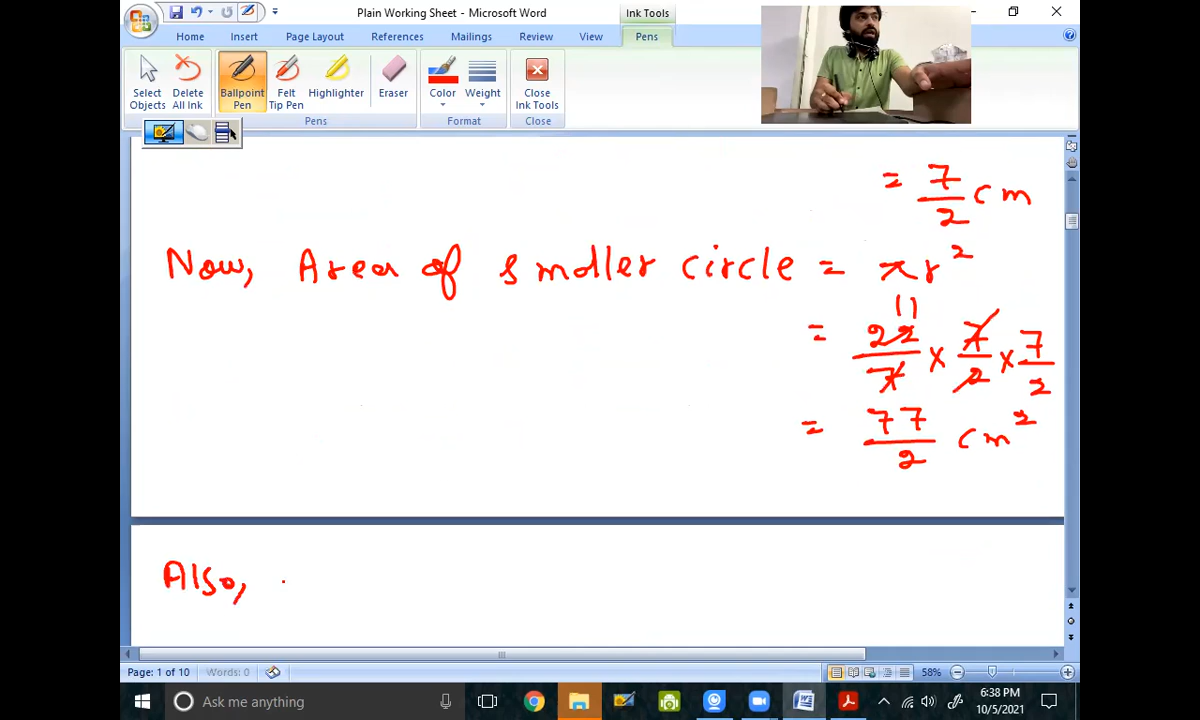 Plain Working Sheet - Microsoft Word
Ink Tools
Home Insert Page Layout References Mailings Review View Pens
Select Objects
Delete All Ink
Ballpoint Pen
Felt Tip Pen
Highlighter
Eraser
Color
Weight
Close Ink Tools
Pens
Format
Close
= 7/2 cm
Now, Area of smaller circle = πr²
11
= 22/7 × 7/2 × 7/2
= 77/2 cm²
Also,
Page: 1 of 10 Words: 0 58%
Ask me anything
6:38 PM
10/5/2021